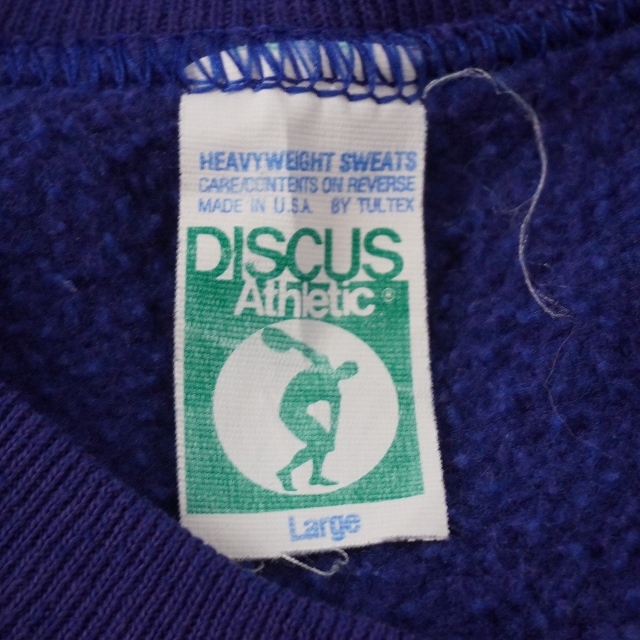 HEAVYWEIGHT SWEATS
CARE/CONTENTS ON REVERSE
MADE IN U.S.A. BY TULTEX
DISCUS
Athletic®
Large